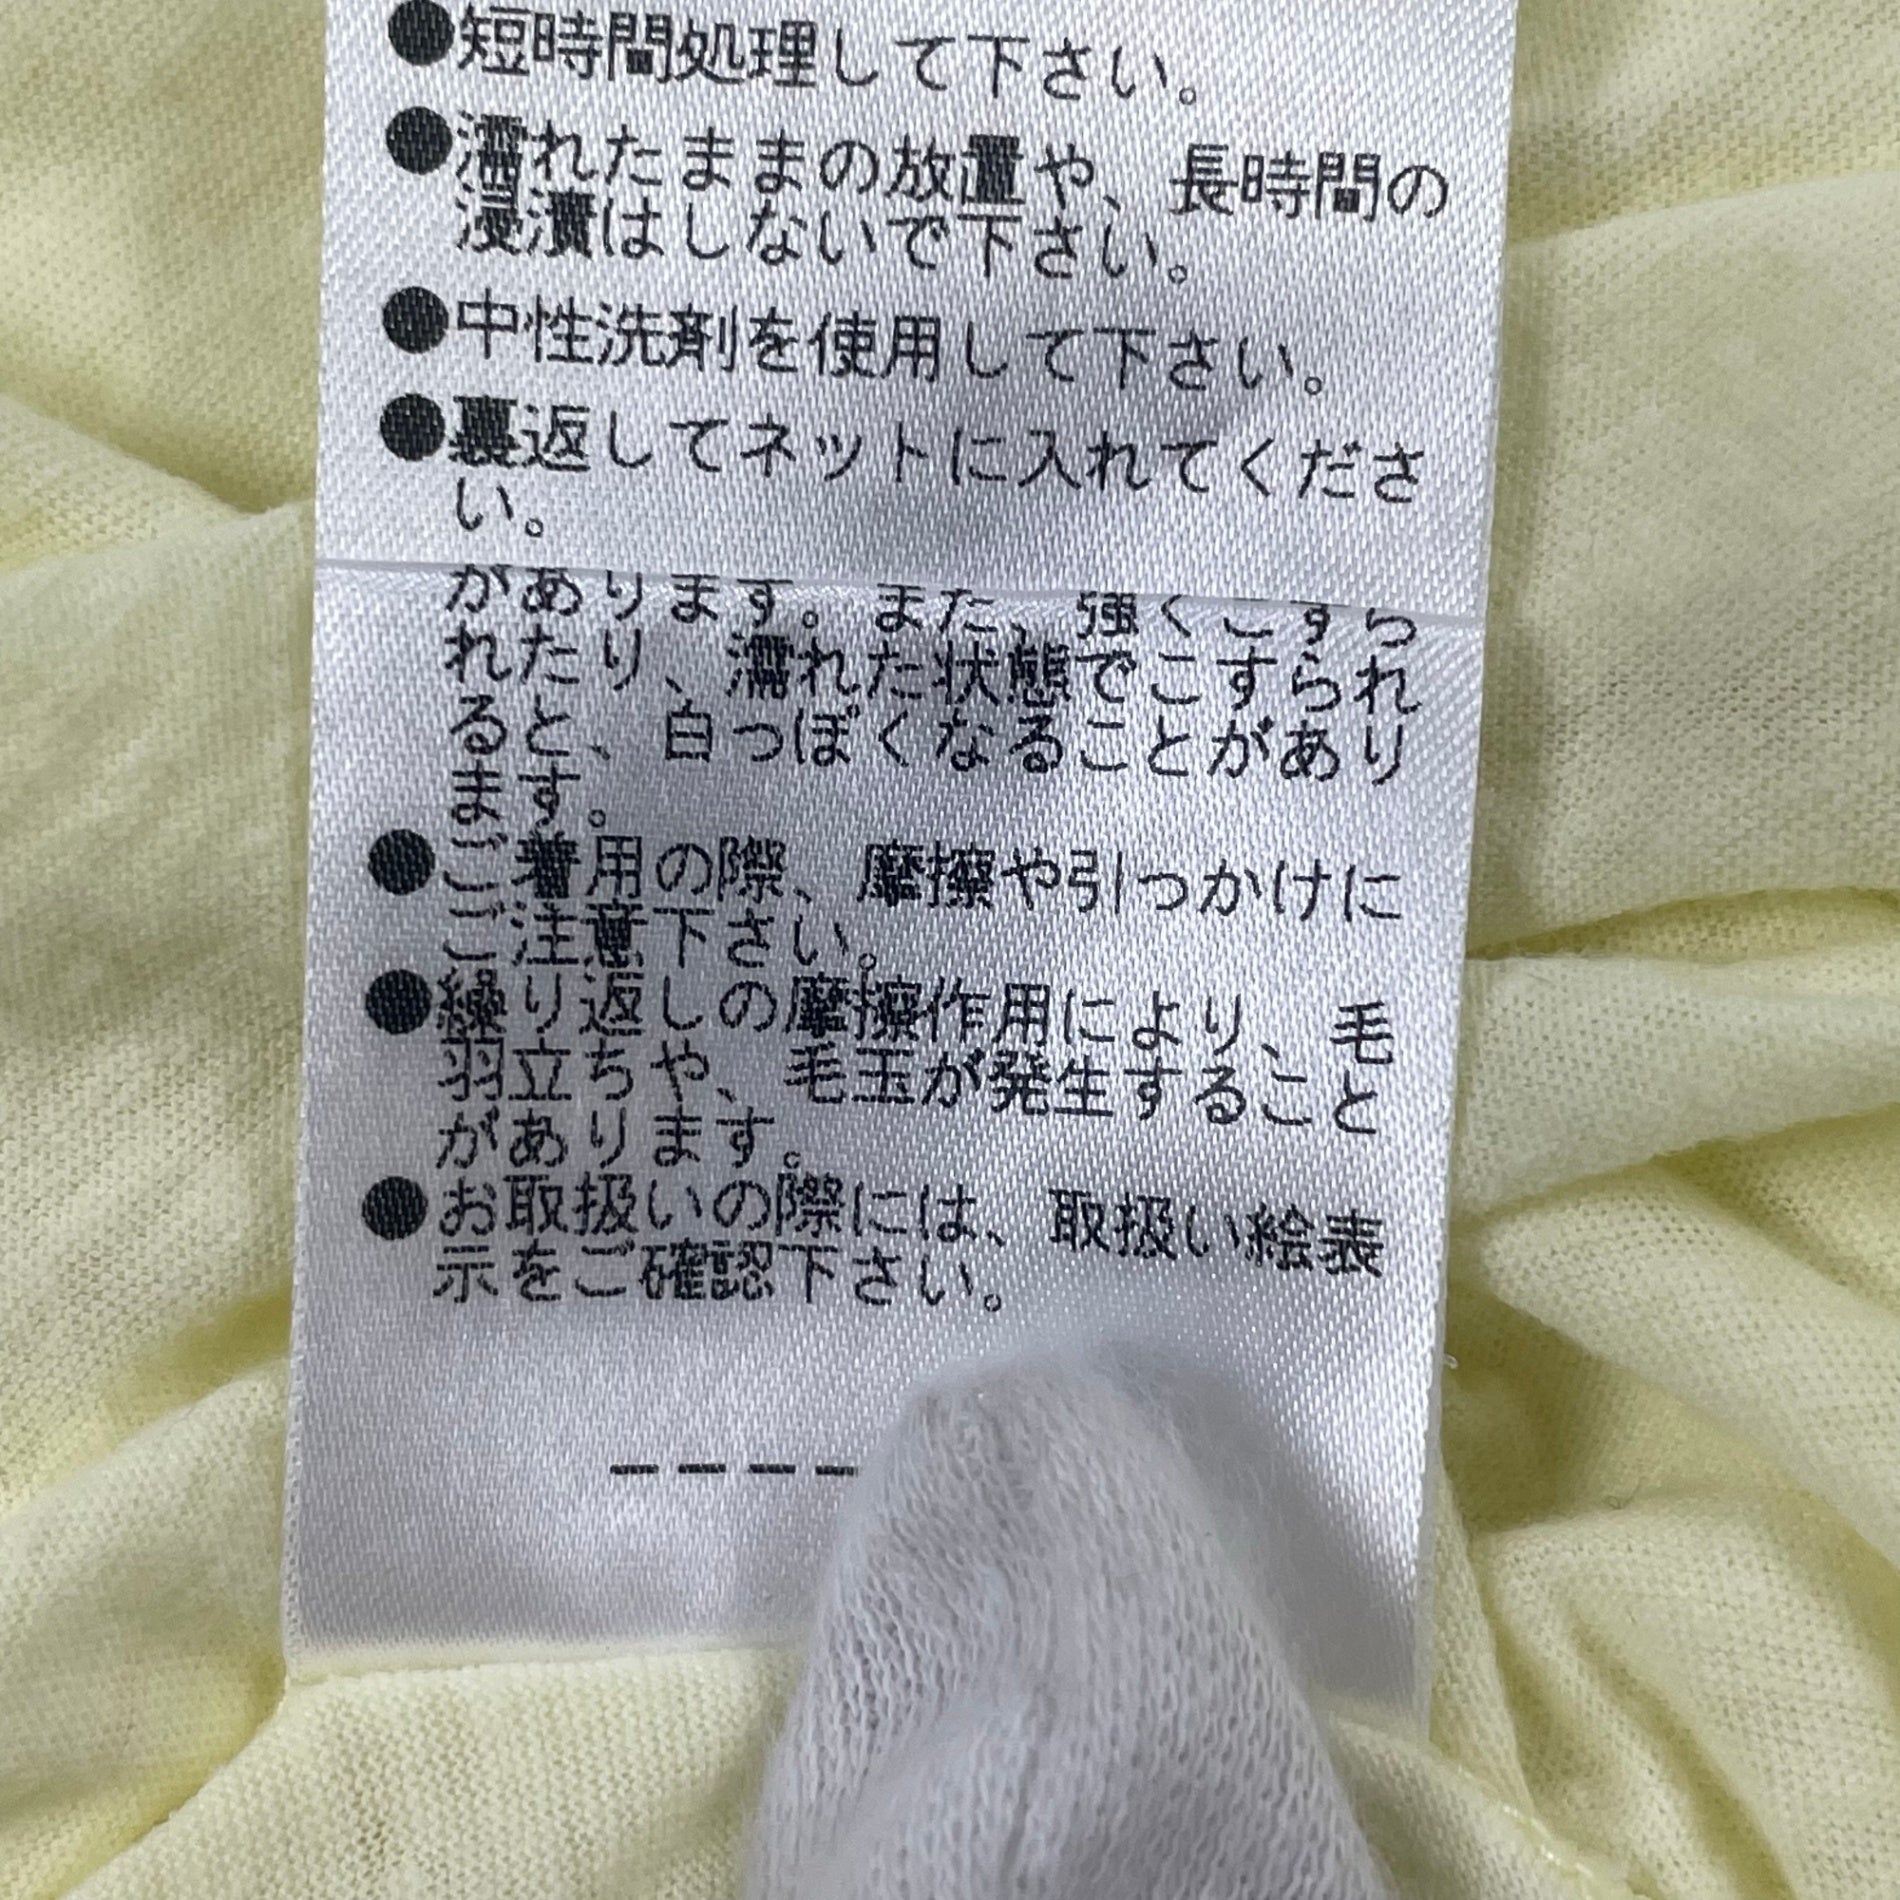 ●短時間処理して下さい。
●濡れたままの放置や、長時間の
浸漬はしないで下さい。
●中性洗剤を使用して下さい。
●裏返してネットに入れてくださ
い。
があります。また、強くこすら
れたり、濡れた状態でこすられ
ると、白っぽくなることがあり
ます。
●ご着用の際、摩擦や引っかけに
ご注意下さい。
●繰り返しの摩擦作用により、毛
羽立ちや、毛玉が発生すること
があります。
●お取扱いの際には、取扱い絵表
示をご確認下さい。
----